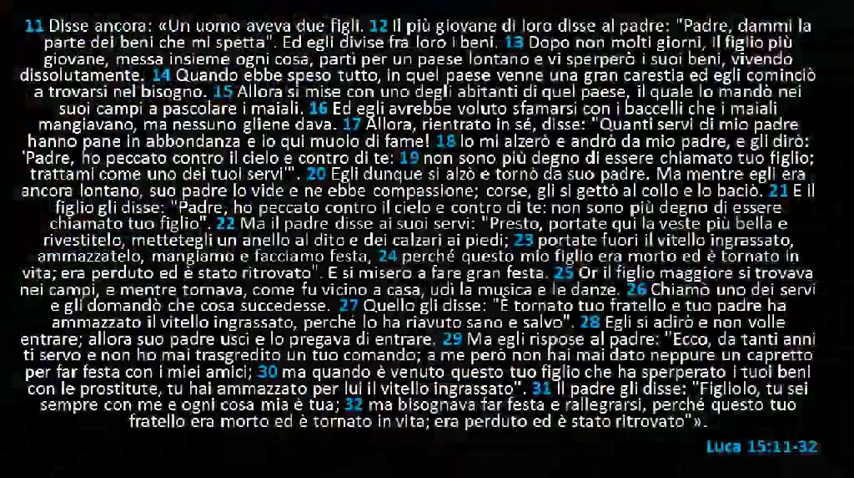 11 Disse ancora: «Un uomo aveva due figli. 12 Il più giovane di loro disse al padre: "Padre, dammi la
parte dei beni che mi spetta". Ed egli divise fra loro i beni. 13 Dopo non molti giorni, il figlio più
giovane, messa insieme ogni cosa, partì per un paese lontano e vi sperperò i suoi beni, vivendo
dissolutamente. 14 Quando ebbe speso tutto, in quel paese venne una gran carestia ed egli cominciò
a trovarsi nel bisogno. 15 Allora si mise con uno degli abitanti di quel paese, il quale lo mandò nei
suoi campi a pascolare i maiali. 16 Ed egli avrebbe voluto sfamarsi con i baccelli che i maiali
mangiavano, ma nessuno gliene dava. 17 Allora, rientrato in sé, disse: "Quanti servi di mio padre
hanno pane in abbondanza e io qui muoio di fame! 18 Io mi alzerò e andrò da mio padre, e gli dirò:
'Padre, ho peccato contro il cielo e contro di te: 19 non sono più degno di essere chiamato tuo figlio;
trattami come uno dei tuoi servi'". 20 Egli dunque si alzò e tornò da suo padre. Ma mentre egli era
ancora lontano, suo padre lo vide e ne ebbe compassione; corse, gli si gettò al collo e lo baciò. 21 E il
figlio gli disse: "Padre, ho peccato contro il cielo e contro di te: non sono più degno di essere
chiamato tuo figlio". 22 Ma il padre disse ai suoi servi: "Presto, portate qui la veste più bella e
rivestitelo, mettetegli un anello al dito e dei calzari ai piedi; 23 portate fuori il vitello ingrassato,
ammazzatelo, mangiamo e facciamo festa, 24 perché questo mio figlio era morto ed è tornato in
vita; era perduto ed è stato ritrovato". E si misero a fare gran festa. 25 Or il figlio maggiore si trovava
nei campi, e mentre tornava, come fu vicino a casa, udì la musica e le danze. 26 Chiamò uno dei servi
e gli domandò che cosa succedesse. 27 Quello gli disse: "È tornato tuo fratello e tuo padre ha
ammazzato il vitello ingrassato, perché lo ha riavuto sano e salvo". 28 Egli si adirò e non volle
entrare; allora suo padre uscì e lo pregava di entrare. 29 Ma egli rispose al padre: "Ecco, da tanti anni
ti servo e non ho mai trasgredito un tuo comando; a me però non hai mai dato neppure un capretto
per far festa con i miei amici; 30 ma quando è venuto questo tuo figlio che ha sperperato i tuoi beni
con le prostitute, tu hai ammazzato per lui il vitello ingrassato". 31 Il padre gli disse: "Figliolo, tu sei
sempre con me e ogni cosa mia è tua; 32 ma bisognava far festa e rallegrarsi, perché questo tuo
fratello era morto ed è tornato in vita; era perduto ed è stato ritrovato"».
Luca 15:11-32